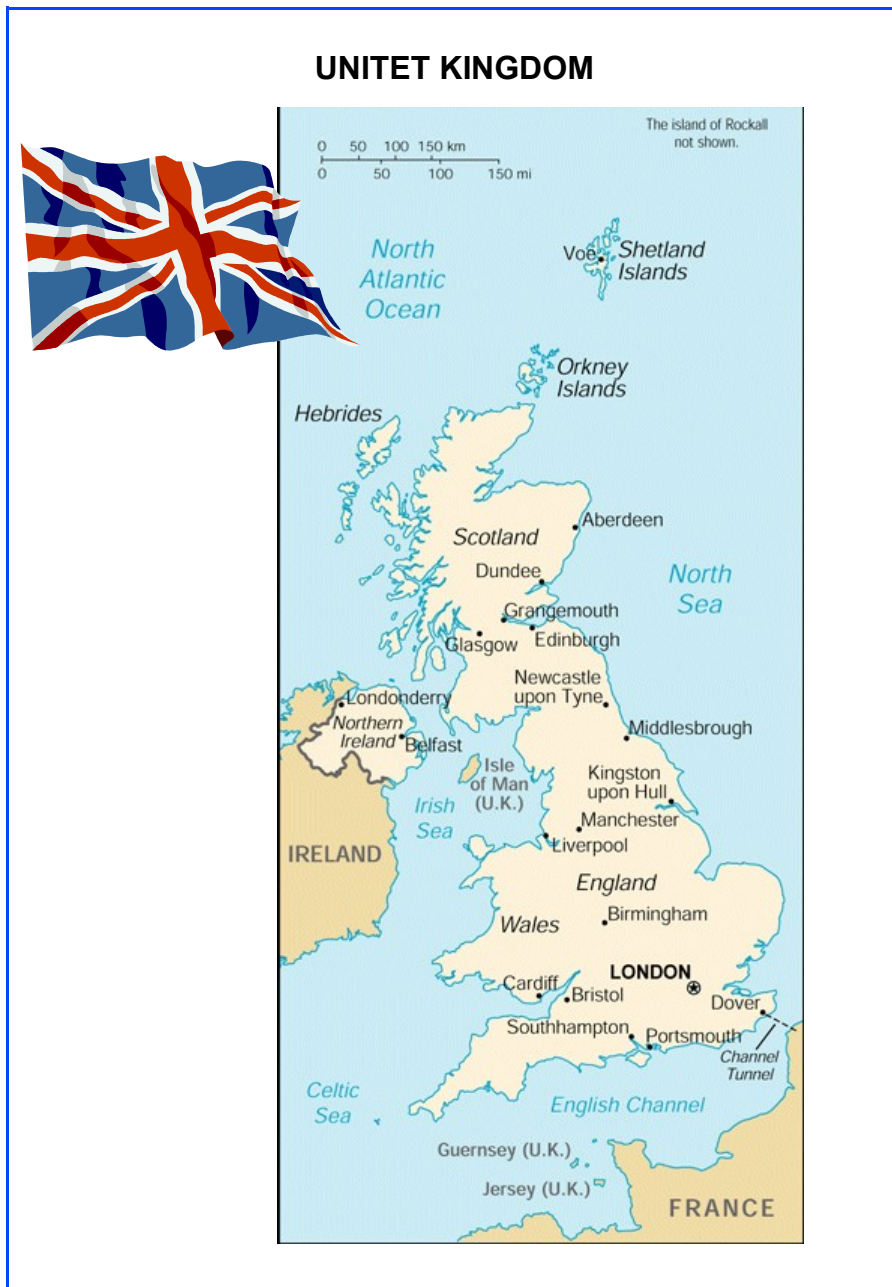 UNITET KINGDOM
The island of Rockall
not shown.
0 50 100 150 km
0 50 100 150 mi
North
Atlantic
Ocean
Voe
Shetland
Islands
Orkney
Islands
Hebrides
Aberdeen
Scotland
Dundee
North
Sea
Grangemouth
Edinburgh
Glasgow
Newcastle
upon Tyne
Londonderry
Northern
Ireland
Belfast
Middlesbrough
Isle
of Man
(U.K.)
Kingston
upon Hull
Irish
Sea
Manchester
Liverpool
IRELAND
England
Wales
Birmingham
LONDON
Cardiff
Bristol
Dover
Southhampton
Portsmouth
Channel
Tunnel
Celtic
Sea
English Channel
Guernsey (U.K.)
Jersey (U.K.)
FRANCE